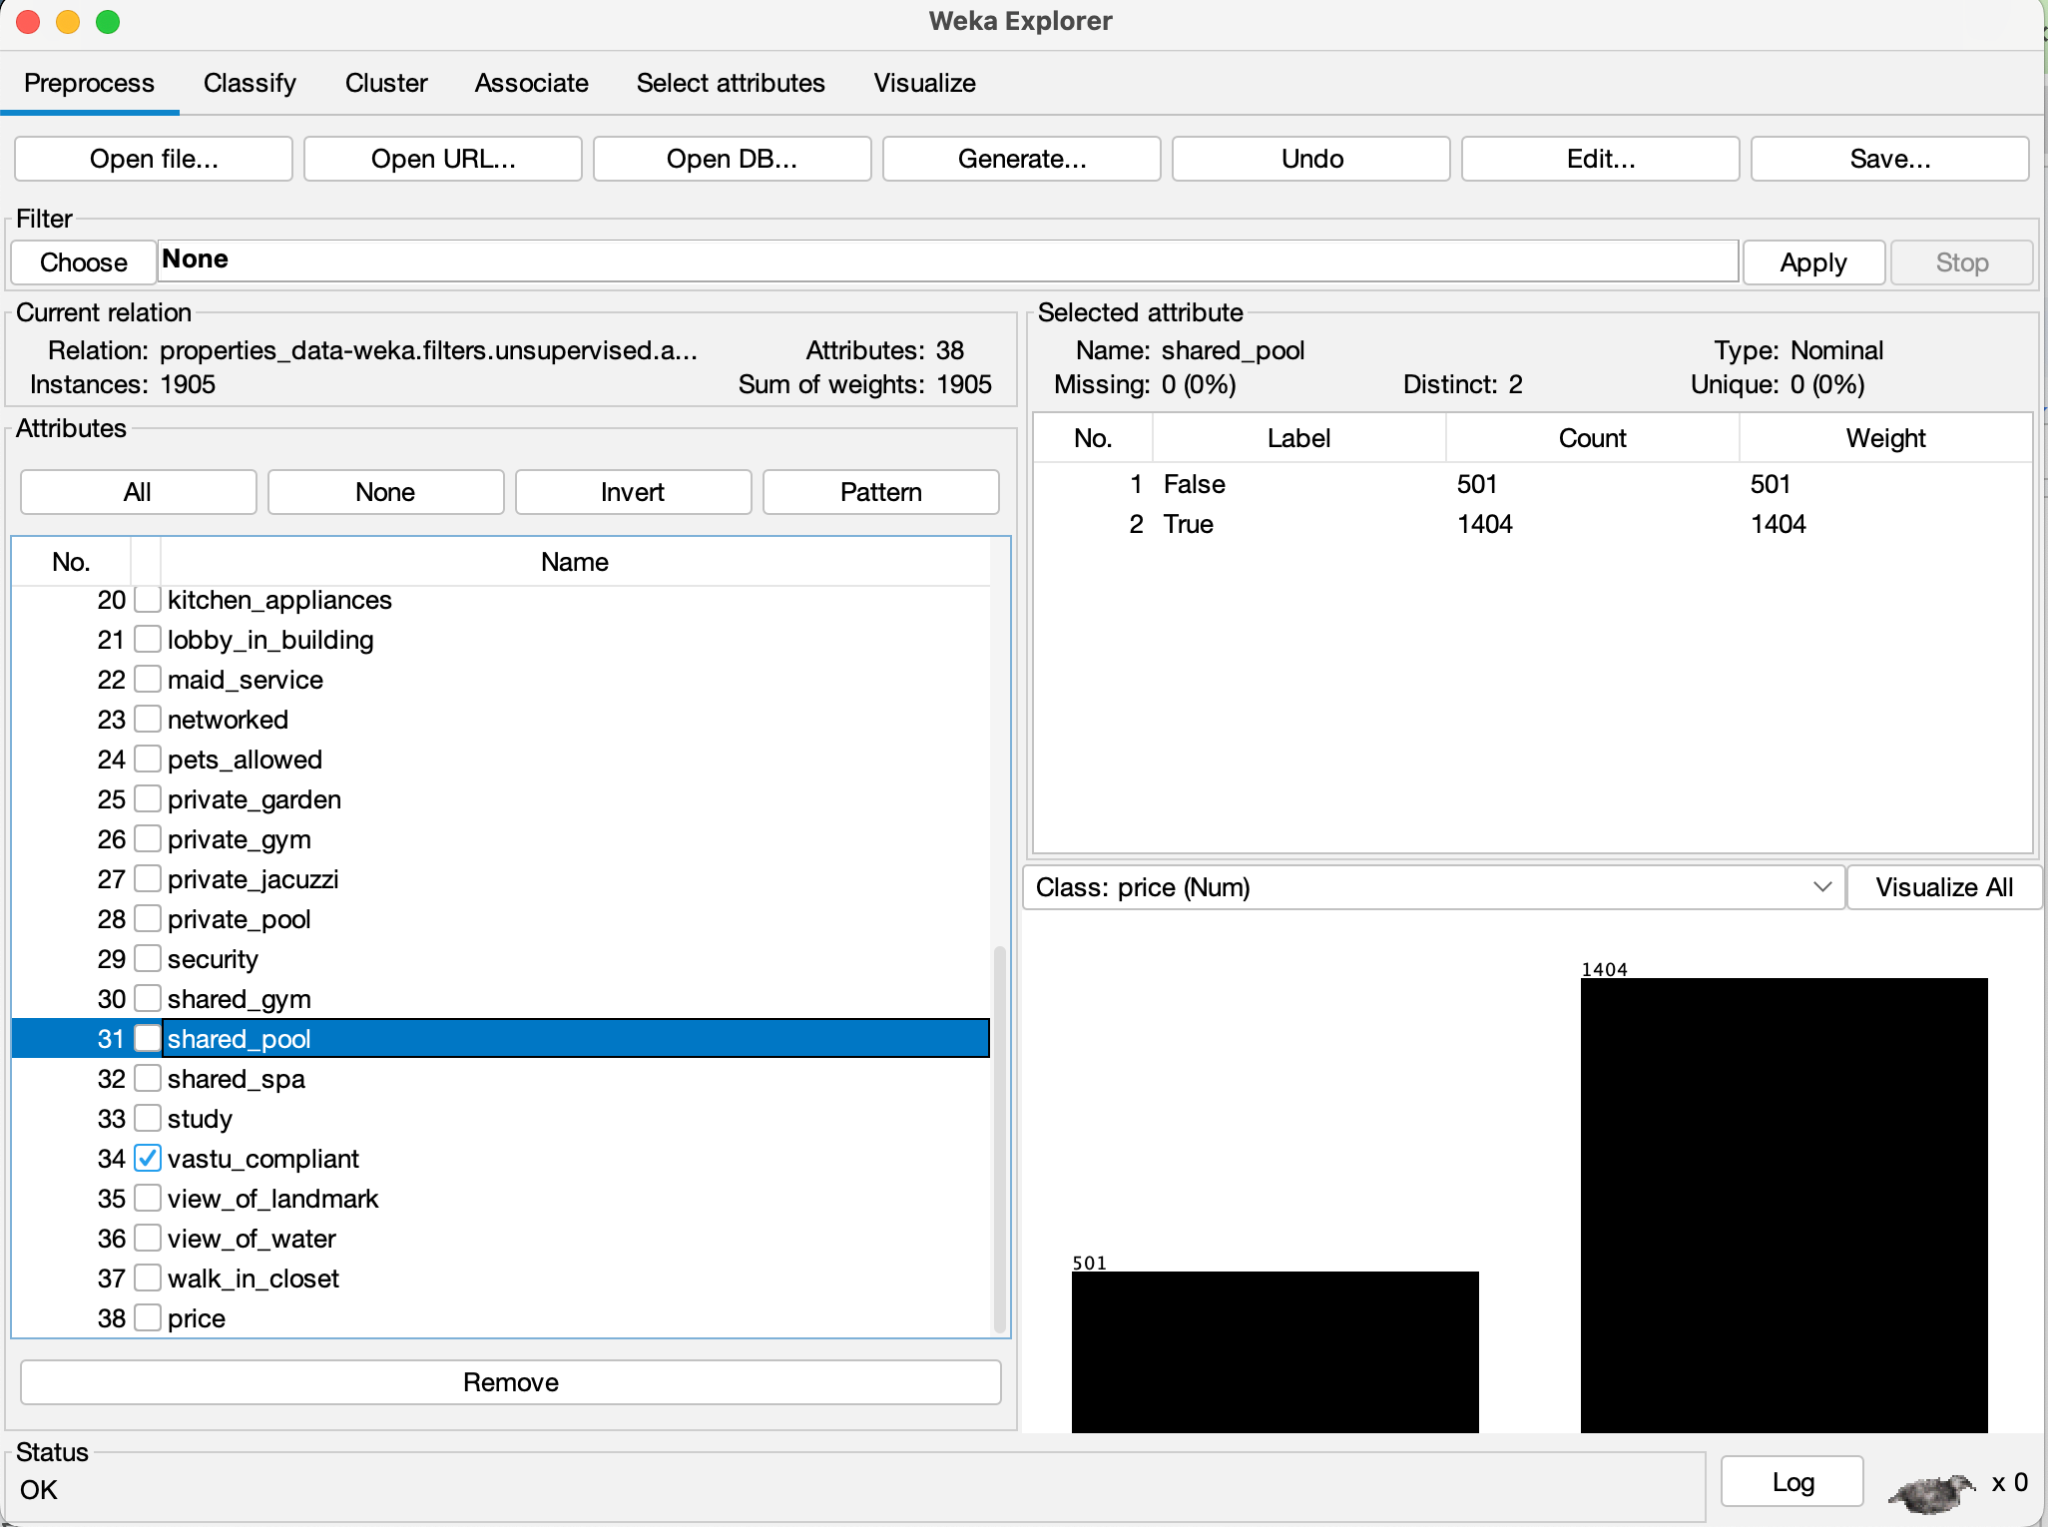 Weka Explorer
Preprocess Classify Cluster Associate Select attributes Visualize
Open file... Open URL... Open DB... Generate... Undo Edit... Save...
Filter
Choose None Apply Stop
Current relation
Relation: properties_data-weka.filters.unsupervised.a... Attributes: 38
Instances: 1905 Sum of weights: 1905
Attributes
All None Invert Pattern
No. Name
20 kitchen_appliances
21 lobby_in_building
22 maid_service
23 networked
24 pets_allowed
25 private_garden
26 private_gym
27 private_jacuzzi
28 private_pool
29 security
30 shared_gym
31 shared_pool
32 shared_spa
33 study
34 vastu_compliant
35 view_of_landmark
36 view_of_water
37 walk_in_closet
38 price
Remove
Selected attribute
Name: shared_pool Type: Nominal
Missing: 0 (0%) Distinct: 2 Unique: 0 (0%)
No. Label Count Weight
1 False 501 501
2 True 1404 1404
Class: price (Num) Visualize All
1404
501
Status
OK
Log x 0